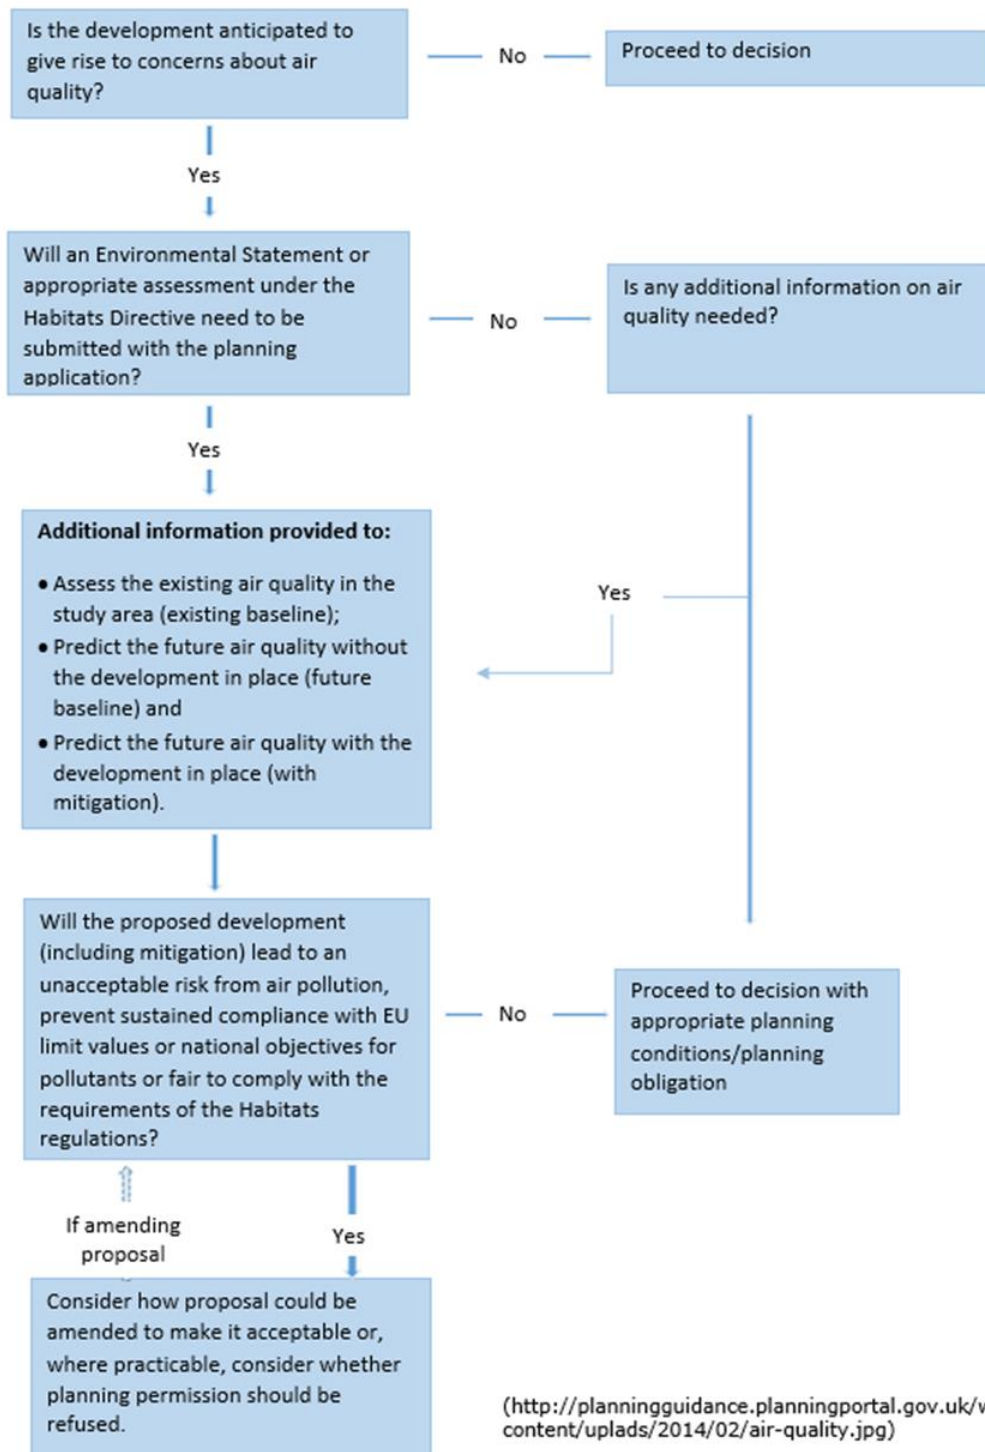 Is the development anticipated to
give rise to concerns about air
quality?
No
Proceed to decision
Yes
Will an Environmental Statement or
appropriate assessment under the
Habitats Directive need to be
submitted with the planning
application?
No
Is any additional information on air
quality needed?
Yes
Additional information provided to:
• Assess the existing air quality in the
study area (existing baseline);
• Predict the future air quality without
the development in place (future
baseline) and
• Predict the future air quality with the
development in place (with
mitigation).
Yes
Will the proposed development
(including mitigation) lead to an
unacceptable risk from air pollution,
prevent sustained compliance with EU
limit values or national objectives for
pollutants or fair to comply with the
requirements of the Habitats
regulations?
No
Proceed to decision with
appropriate planning
conditions/planning
obligation
If amending
proposal
Yes
Consider how proposal could be
amended to make it acceptable or,
where practicable, consider whether
planning permission should be
refused.
(http://planningguidance.planningportal.gov.uk/w
content/uplads/2014/02/air-quality.jpg)